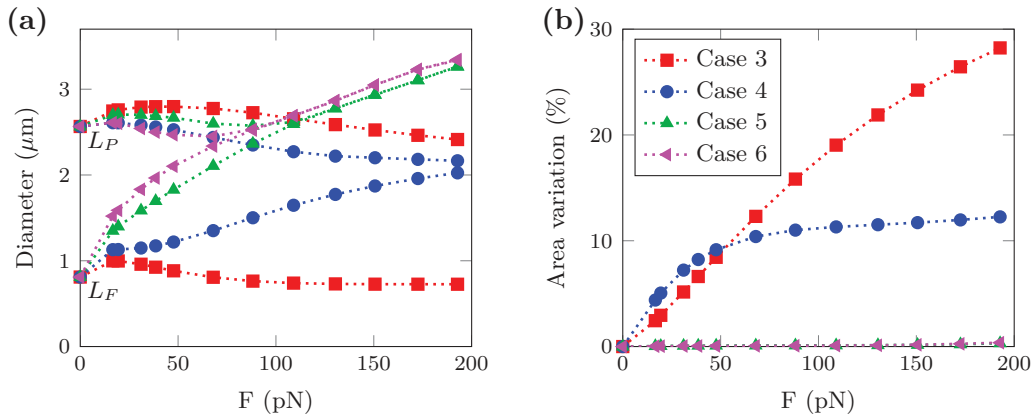 (a)
3
2
1
0
Diameter (μm)
L_P
L_F
0
50
100
150
200
F (pN)
(b)
30
20
10
0
Area variation (%)
Case 3
Case 4
Case 5
Case 6
0
50
100
150
200
F (pN)